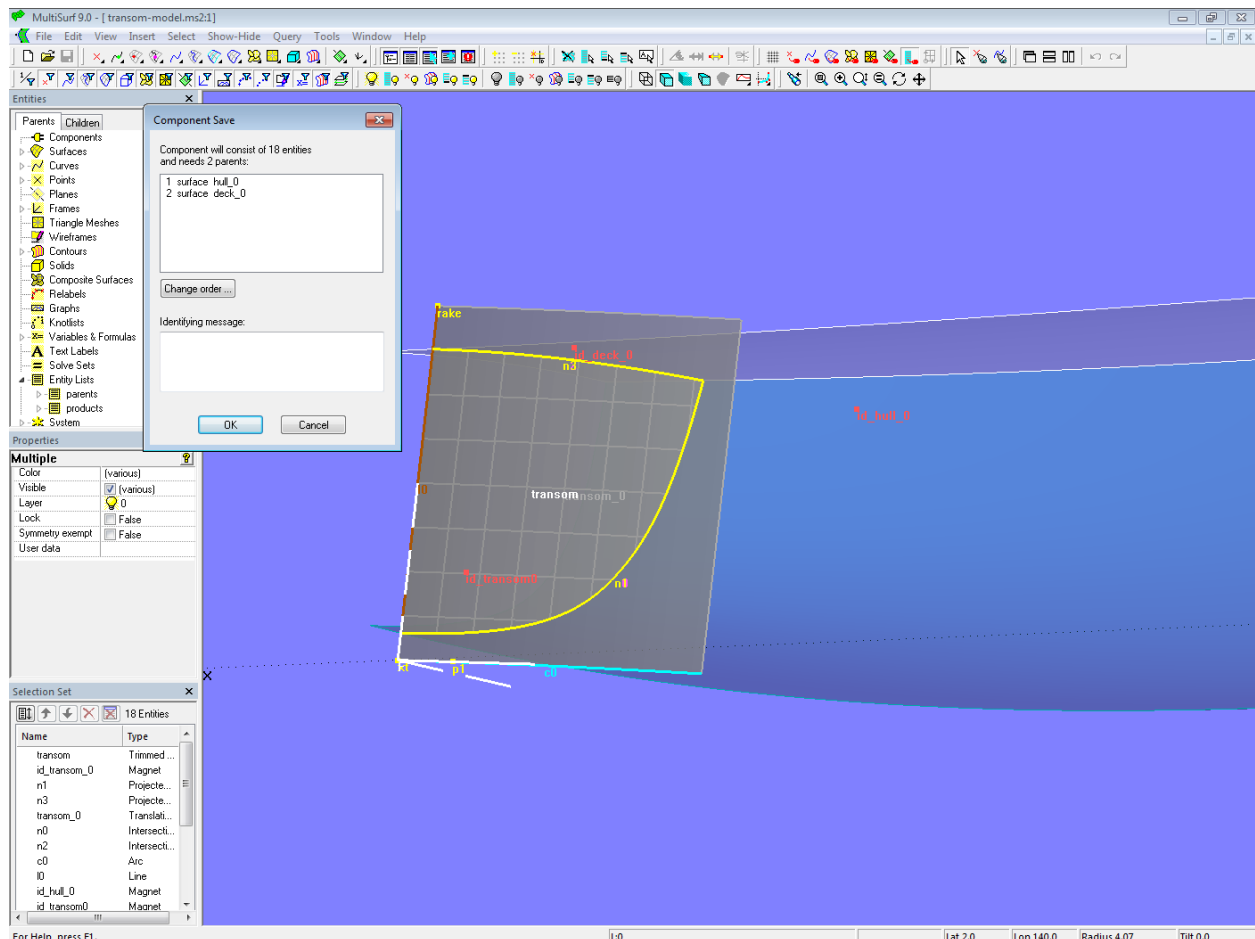 MultiSurf 9.0 - [ transom-model.ms2:1]
File Edit View Insert Select Show-Hide Query Tools Window Help
Entities
Parents Children
Components
Surfaces
Curves
Points
Planes
Frames
Triangle Meshes
Wireframes
Contours
Solids
Composite Surfaces
Relabels
Graphs
Knotlists
Variables & Formulas
Text Labels
Solve Sets
Entity Lists
parents
products
System
Component Save
Component will consist of 18 entities
and needs 2 parents:
1 surface hull_0
2 surface deck_0
Change order ...
Identifying message:
OK Cancel
Properties
Multiple
Color (various)
Visible (various)
Layer 0
Lock False
Symmetry exempt False
User data
Selection Set
18 Entities
Name Type
transom Trimmed ...
id_transom_0 Magnet
n1 Projecte...
n3 Projecte...
transom_0 Translati...
n0 Intersecti...
n2 Intersecti...
c0 Arc
l0 Line
id_hull_0 Magnet
id_transom0 Magnet
rake
id_deck_0
n3
id_hull_0
transom
id_transom0
n1
p1
c0
X
For Help, press F1.
L:0
Lat 2.0 Lon 140.0 Radius 4.07 Tilt 0.0